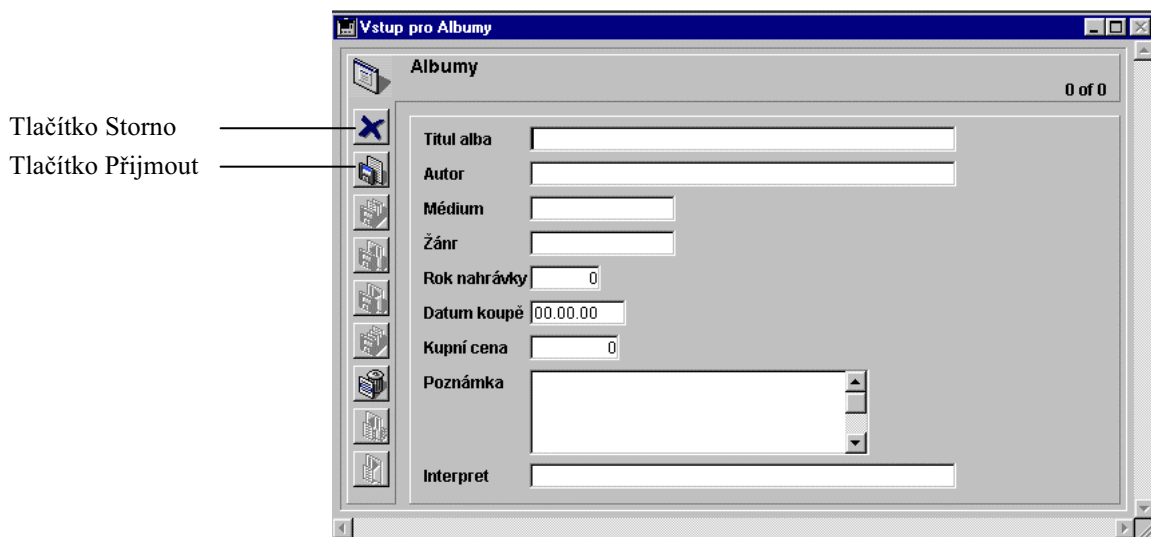 Vstup pro Albumy
Albumy
0 of 0
Tlačítko Storno
Tlačítko Přijmout
Titul alba
Autor
Médium
Žánr
Rok nahrávky 0
Datum koupě 00.00.00
Kupní cena 0
Poznámka
Interpret